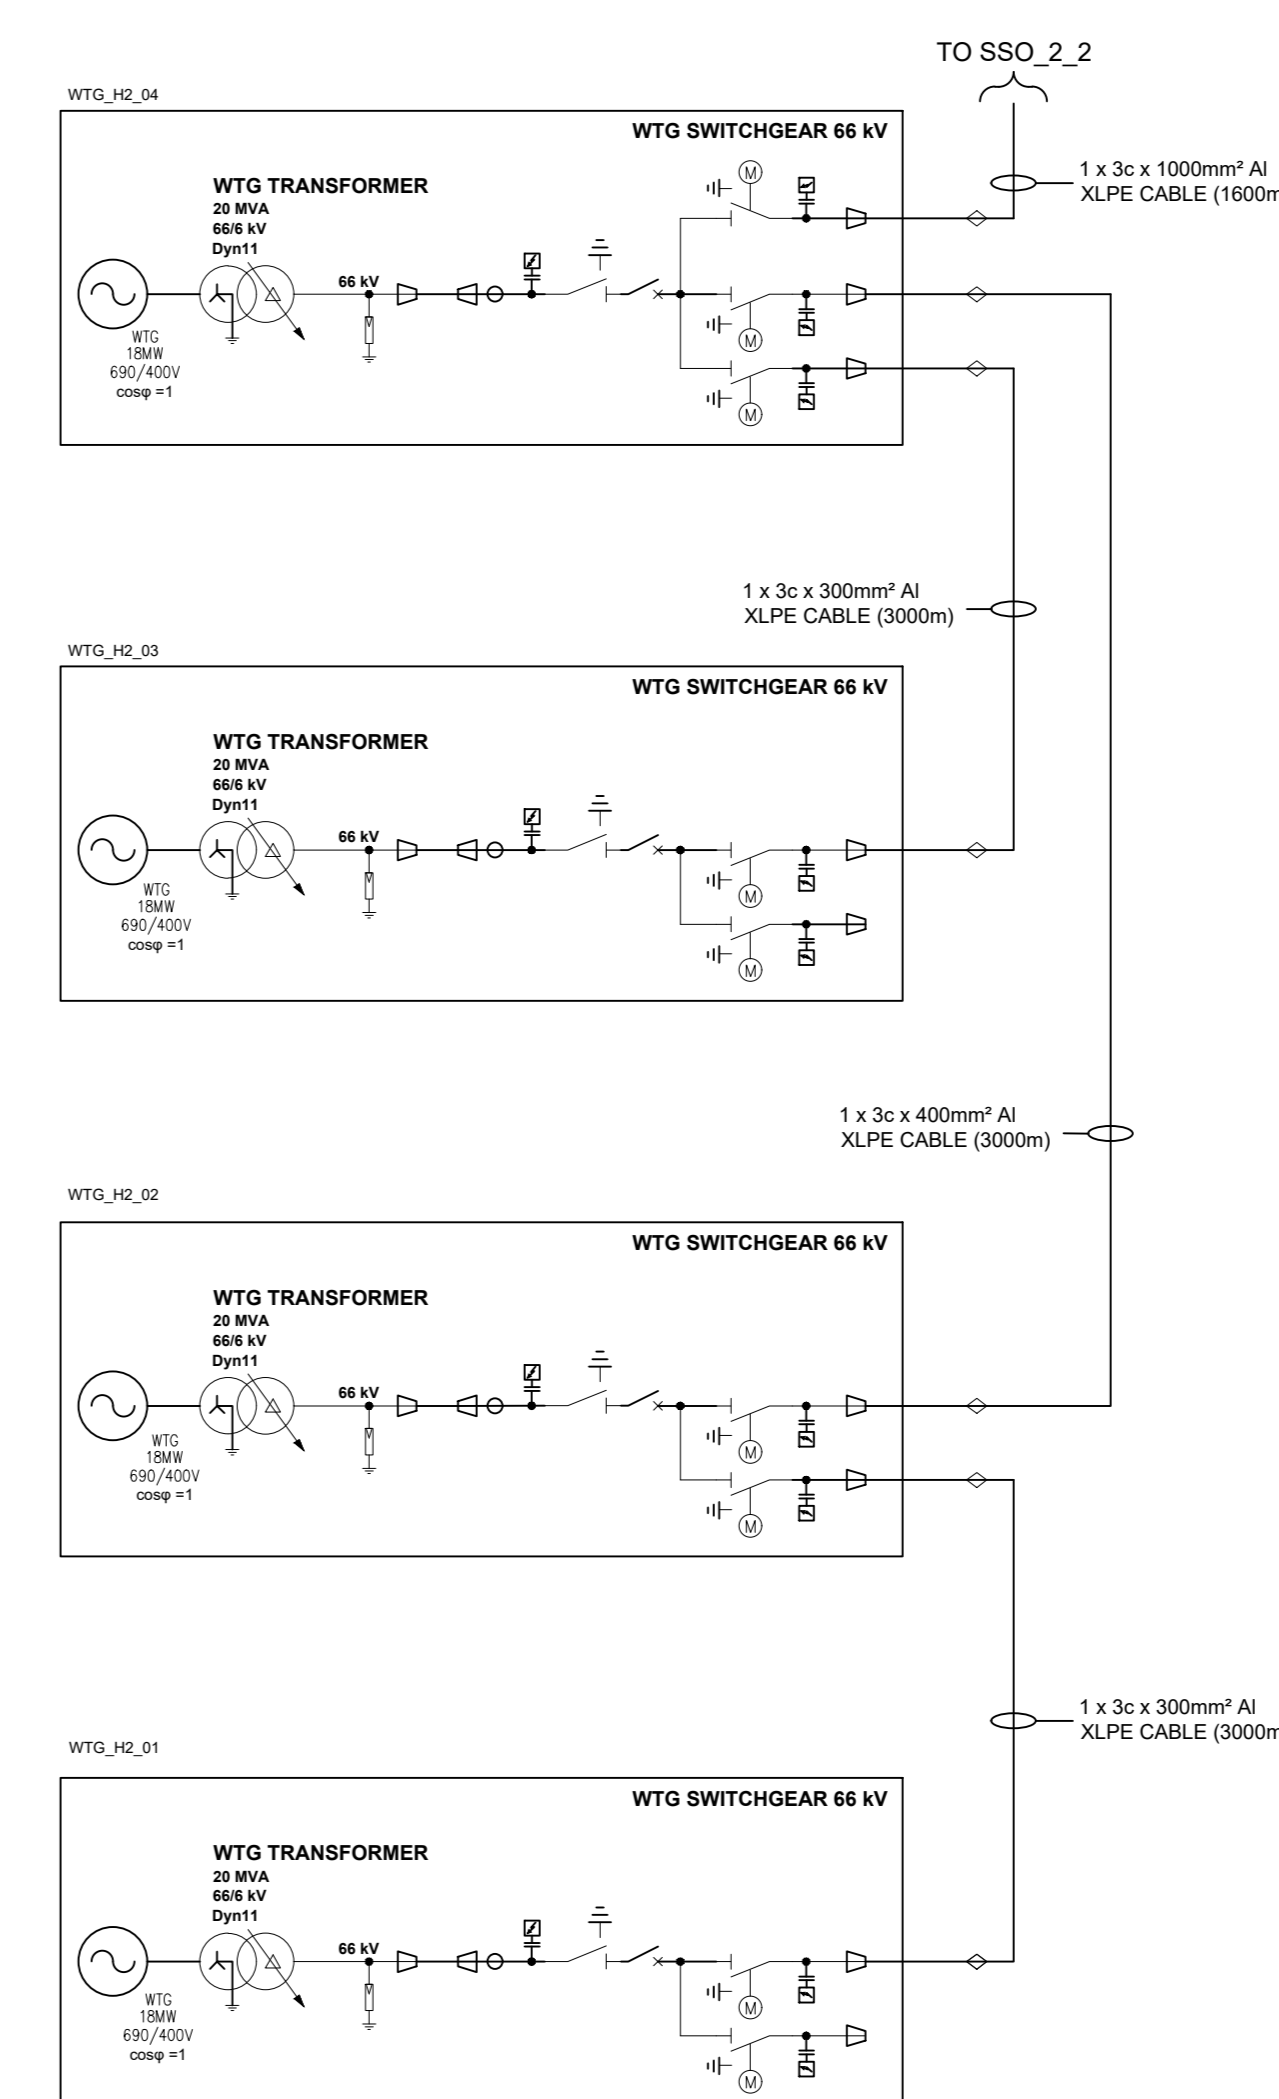 TO SSO_2_2
WTG_H2_04
WTG SWITCHGEAR 66 kV
1 x 3c x 1000mm² Al
XLPE CABLE (1600m
WTG TRANSFORMER
20 MVA
66/6 kV
Dyn11
M
66 kV
WTG
18MW
690/400V
cosφ =1
M
M
1 x 3c x 300mm² Al
XLPE CABLE (3000m)
WTG_H2_03
WTG SWITCHGEAR 66 kV
WTG TRANSFORMER
20 MVA
66/6 kV
Dyn11
66 kV
WTG
18MW
690/400V
cosφ =1
M
M
1 x 3c x 400mm² Al
XLPE CABLE (3000m)
WTG_H2_02
WTG SWITCHGEAR 66 kV
WTG TRANSFORMER
20 MVA
66/6 kV
Dyn11
66 kV
WTG
18MW
690/400V
cosφ =1
M
M
1 x 3c x 300mm² Al
XLPE CABLE (3000m
WTG_H2_01
WTG SWITCHGEAR 66 kV
WTG TRANSFORMER
20 MVA
66/6 kV
Dyn11
66 kV
WTG
18MW
690/400V
cosφ =1
M
M